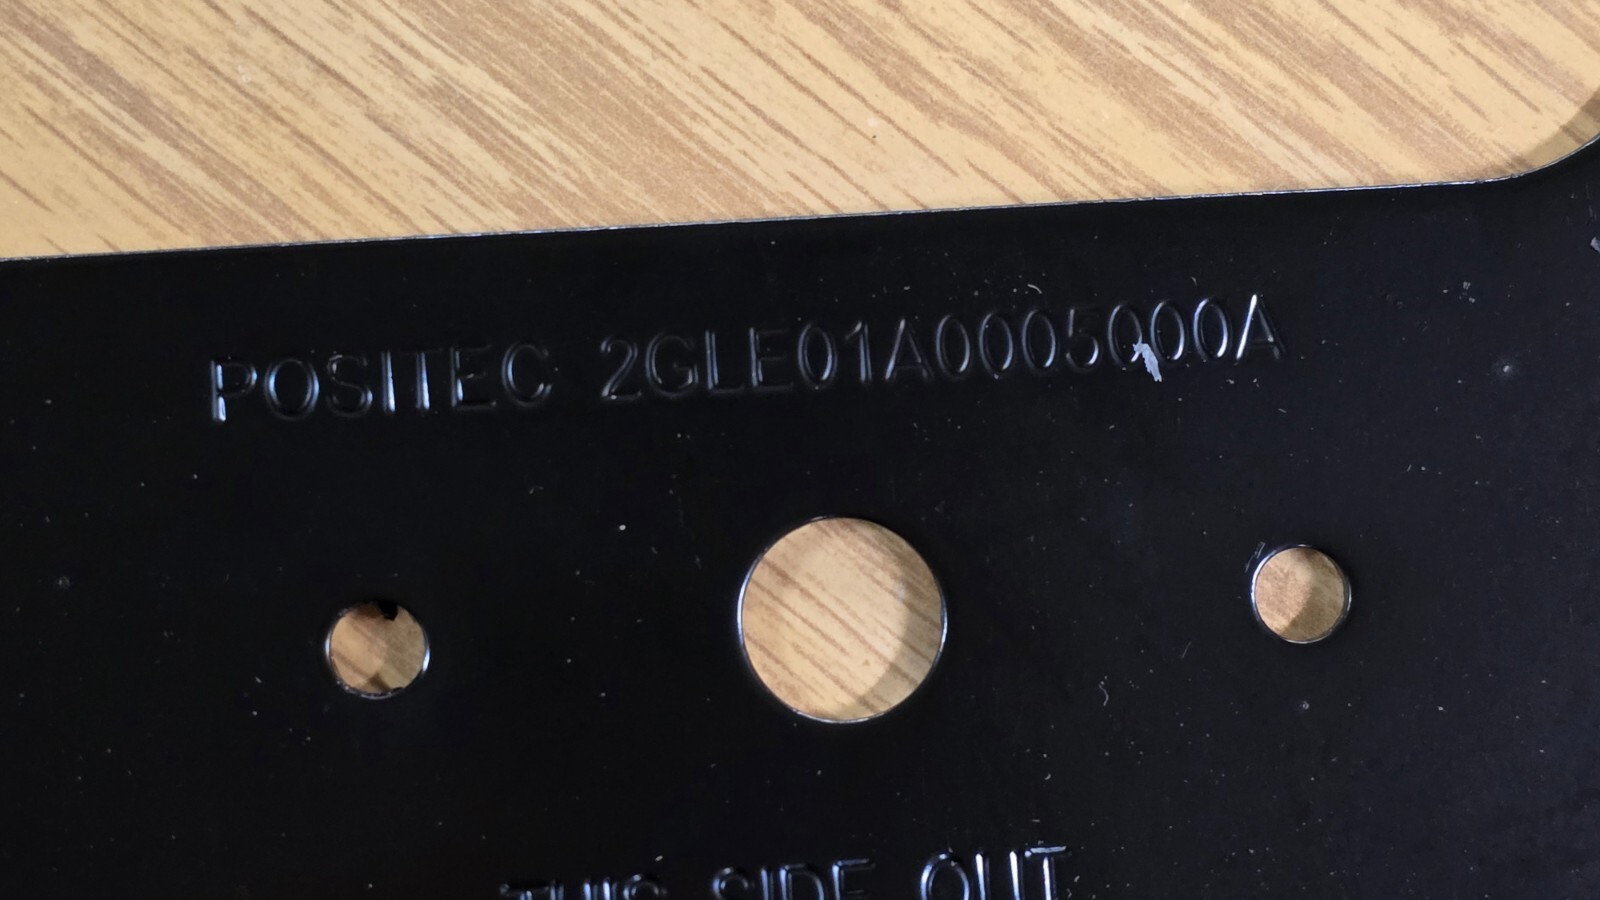 POSITEC 2GLE01A0005000A
THIS SIDE OUT